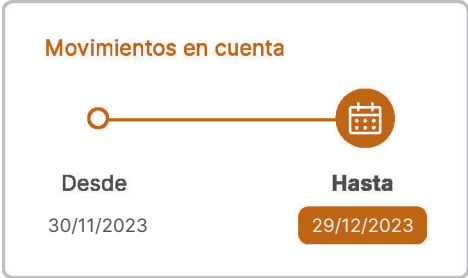 Movimientos en cuenta
Desde
Hasta
30/11/2023
29/12/2023